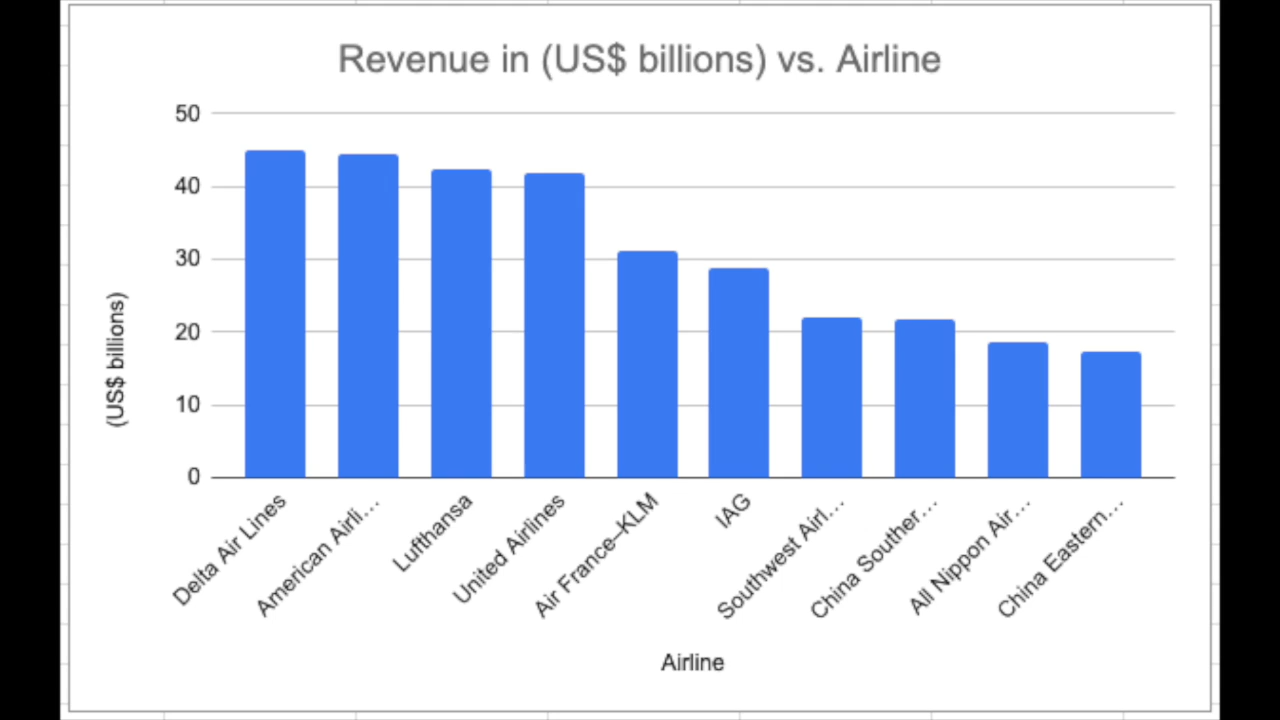 Revenue in (US$ billions) vs. Airline
50
40
30
20
10
0
(US$ billions)
Delta Air Lines
American Airli...
Lufthansa
United Airlines
Air France–KLM
IAG
Southwest Airl...
China Souther...
All Nippon Air...
China Eastern...
Airline